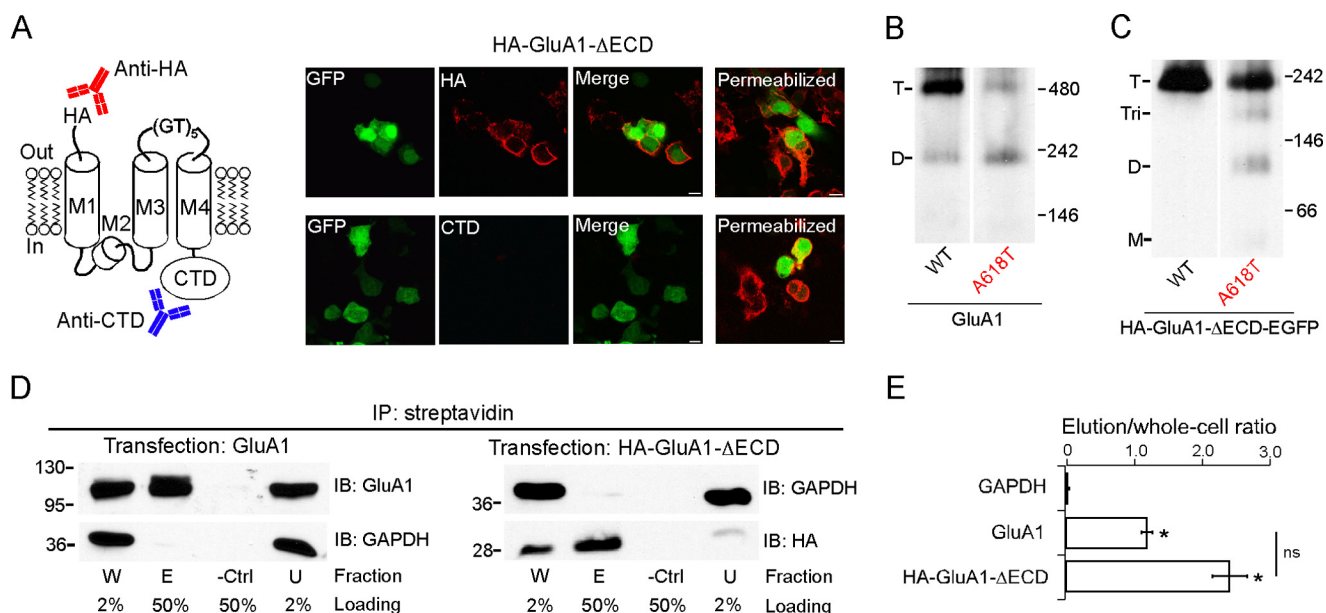 A
Anti-HA
HA
(GT)5
Out
In
M1
M2
M3
M4
CTD
Anti-CTD
HA-GluA1-ΔECD
GFP
HA
Merge
Permeabilized
GFP
CTD
Merge
Permeabilized
B
T
D
480
242
146
WT
A618T
GluA1
C
T
Tri
D
M
242
146
66
WT
A618T
HA-GluA1-ΔECD-EGFP
D
IP: streptavidin
Transfection: GluA1
130
95
IB: GluA1
36
IB: GAPDH
Transfection: HA-GluA1-ΔECD
36
IB: GAPDH
28
IB: HA
W E -Ctrl U Fraction
2% 50% 50% 2% Loading
W E -Ctrl U Fraction
2% 50% 50% 2% Loading
E
Elution/whole-cell ratio
0 1.0 2.0 3.0
GAPDH
GluA1 *
HA-GluA1-ΔECD *
ns